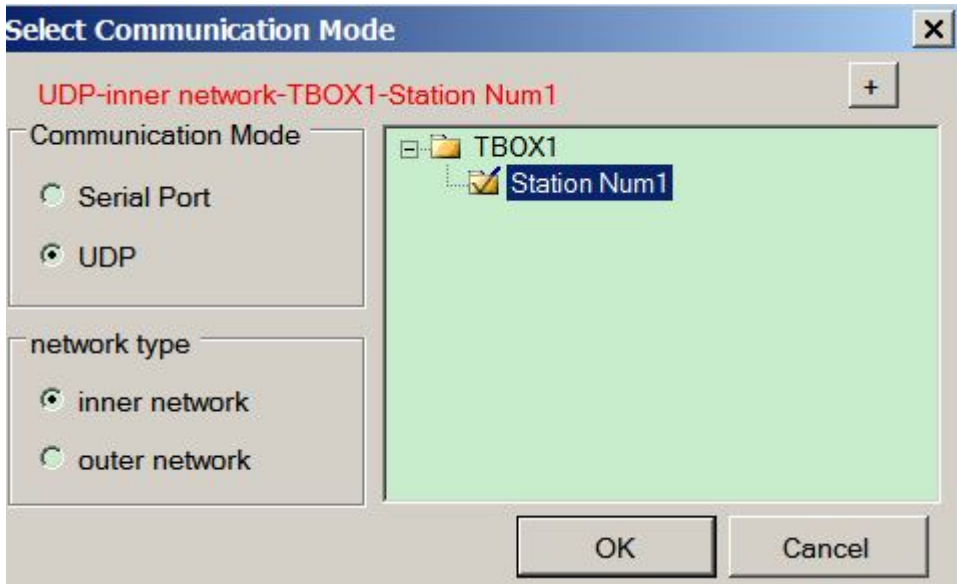 Select Communication Mode
UDP-inner network-TBOX1-Station Num1
+
Communication Mode
Serial Port
UDP
network type
inner network
outer network
TBOX1
Station Num1
OK
Cancel